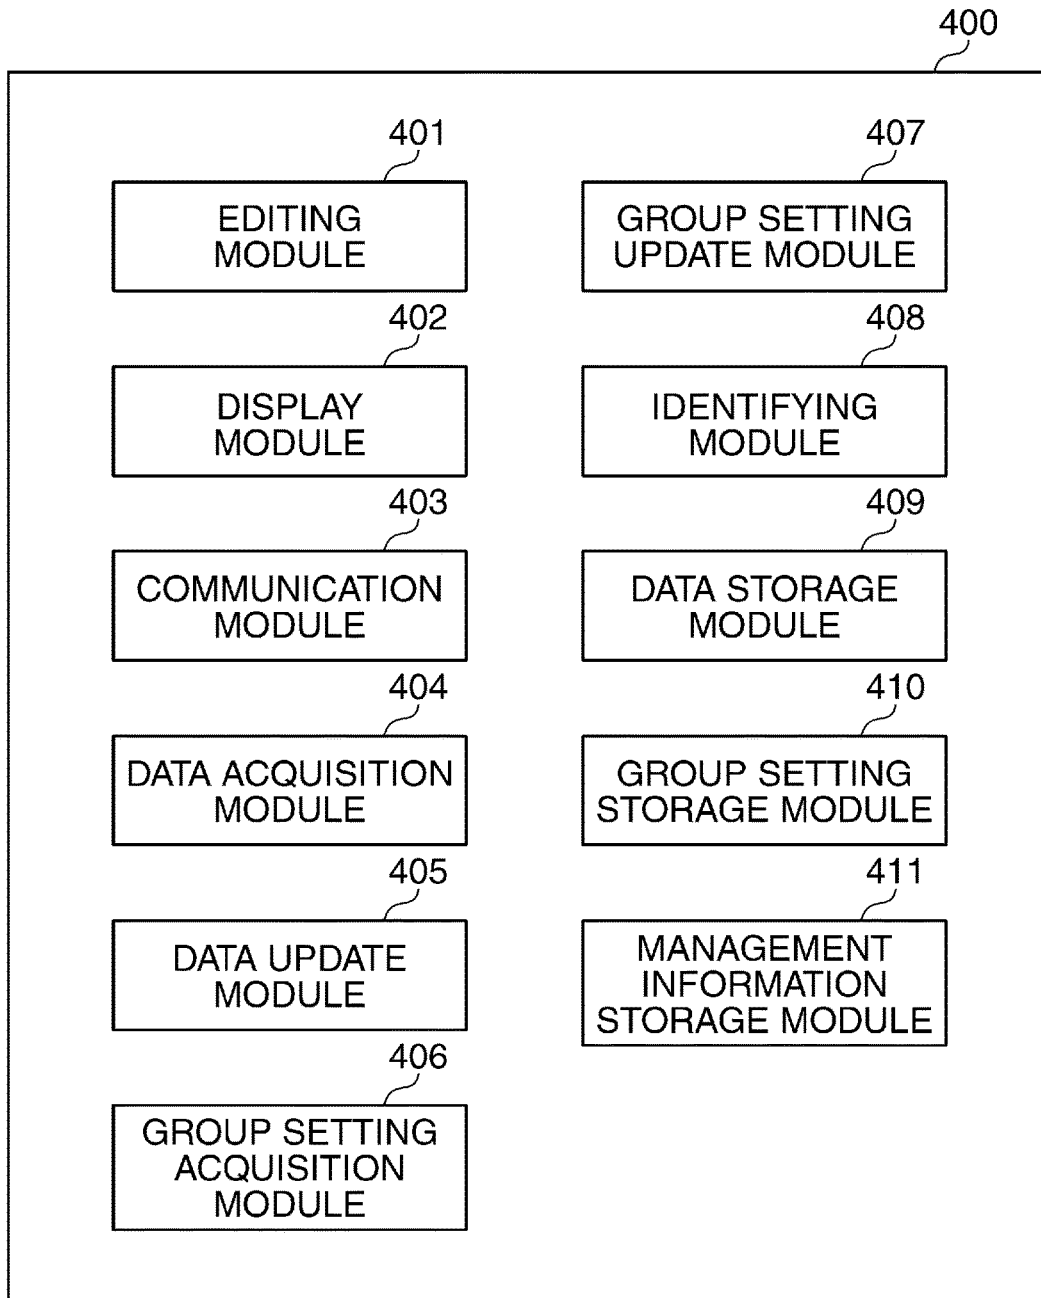 400
401
EDITING
MODULE
402
DISPLAY
MODULE
403
COMMUNICATION
MODULE
404
DATA ACQUISITION
MODULE
405
DATA UPDATE
MODULE
406
GROUP SETTING
ACQUISITION
MODULE
407
GROUP SETTING
UPDATE MODULE
408
IDENTIFYING
MODULE
409
DATA STORAGE
MODULE
410
GROUP SETTING
STORAGE MODULE
411
MANAGEMENT
INFORMATION
STORAGE MODULE